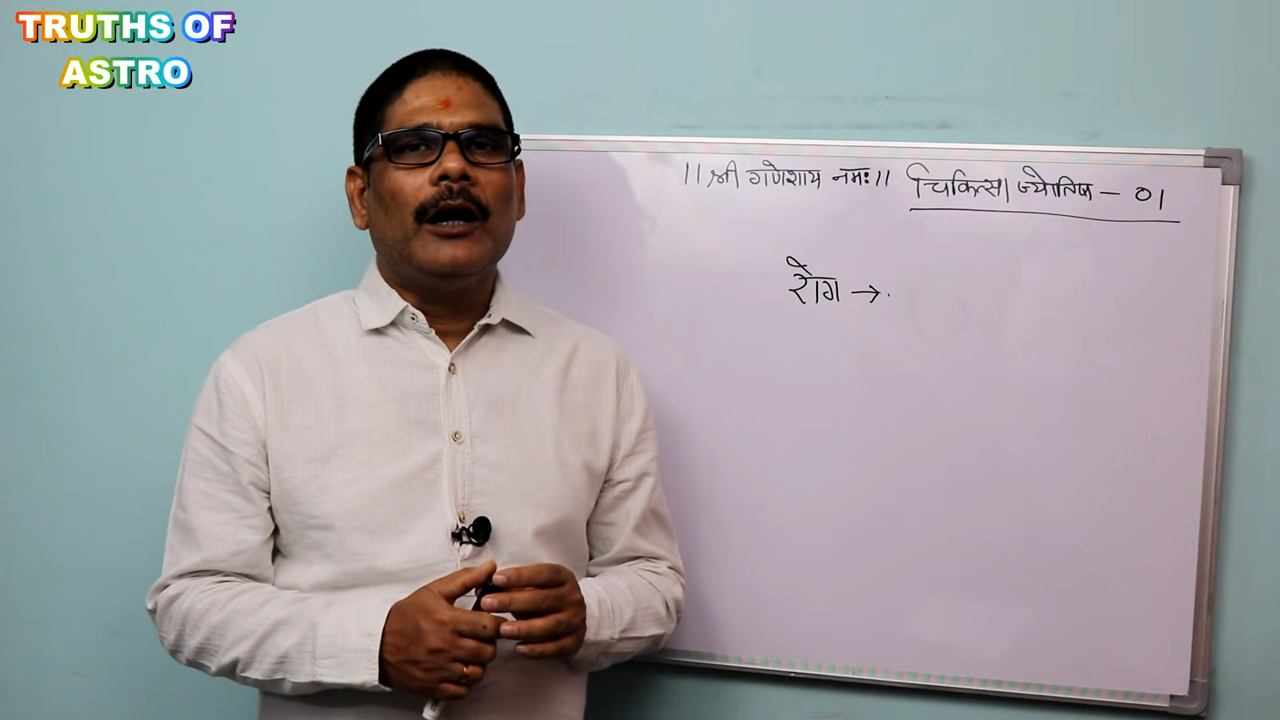 TRUTHS OF
ASTRO
।। श्री गणेशाय नमः ।। चिकित्सा ज्योतिष - 01
रोग →